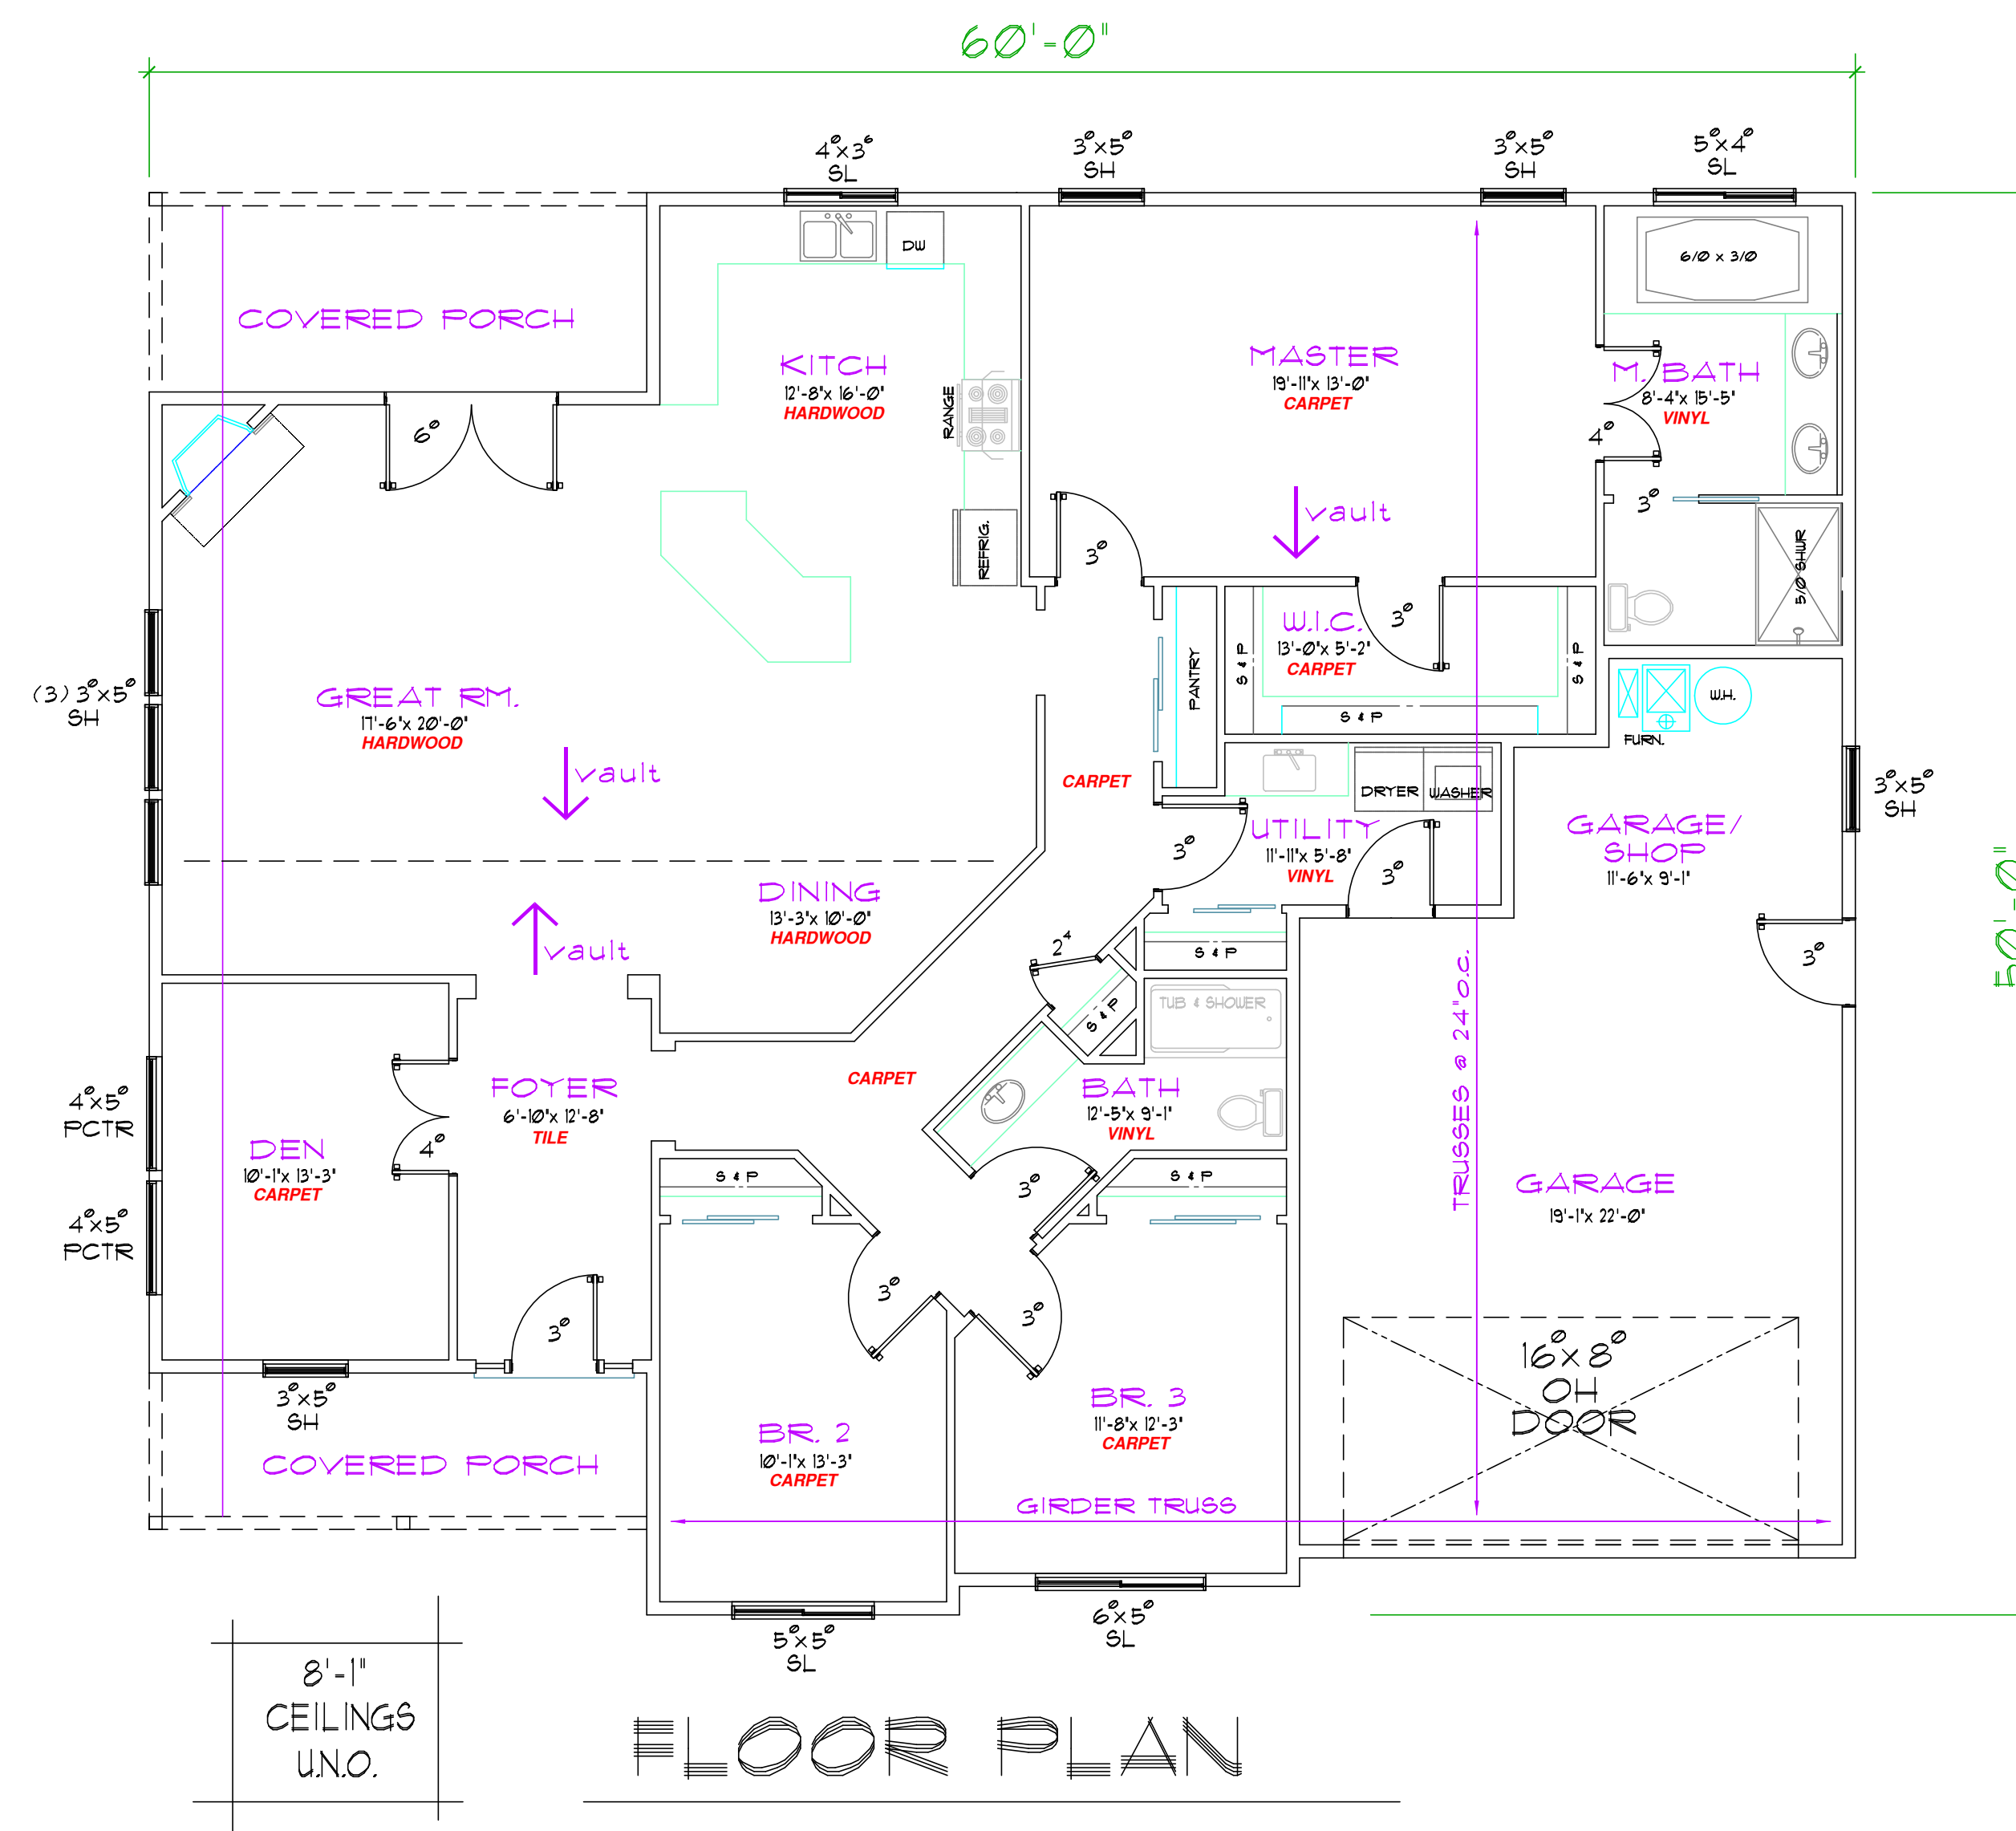 60'-0"
4⁰x3⁶
SL
3⁰x5⁰
SH
3⁰x5⁰
SH
5⁰x4⁰
SL
DW
6/0 x 3/0
COVERED PORCH
KITCH
12'-8"x 16'-0"
HARDWOOD
RANGE
MASTER
19'-11"x 13'-0"
CARPET
M. BATH
8'-4"x 15'-5"
VINYL
6⁰
4⁰
3⁰
vault
REFRIG.
3⁰
5/0 SHWR
W.I.C.
13'-0"x 5'-2"
CARPET
3⁰
S & P
S & P
S & P
PANTRY
(3) 3⁰x5⁰
SH
GREAT RM.
17'-6"x 20'-0"
HARDWOOD
vault
W.H.
FURN.
CARPET
DRYER
WASHER
3⁰x5⁰
SH
UTILITY
11'-11"x 5'-8"
VINYL
3⁰
3⁰
GARAGE/
SHOP
11'-6"x 9'-1"
50'-0"
DINING
13'-3"x 10'-0"
HARDWOOD
vault
2⁴
S & P
3⁰
TUB & SHOWER
S & P
TRUSSES @ 24"o.c.
4⁰x5⁰
PCTR
FOYER
6'-10"x 12'-8"
TILE
CARPET
BATH
12'-5"x 9'-1"
VINYL
DEN
10'-1"x 13'-3"
CARPET
4⁰
S & P
3⁰
S & P
GARAGE
19'-1"x 22'-0"
4⁰x5⁰
PCTR
3⁰
3⁰
3⁰
16⁰x 8⁰
OH
DOOR
3⁰x5⁰
SH
COVERED PORCH
BR. 2
10'-1"x 13'-3"
CARPET
BR. 3
11'-8"x 12'-3"
CARPET
GIRDER TRUSS
5⁰x5⁰
SL
6⁰x5⁰
SL
8'-1"
CEILINGS
U.N.O.
FLOOR PLAN